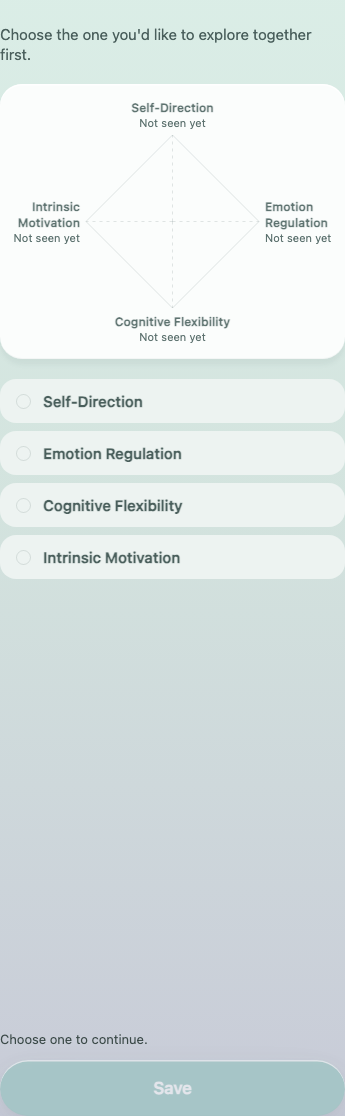 Choose the one you'd like to explore together
first.
Self-Direction
Not seen yet
Intrinsic
Motivation
Not seen yet
Emotion
Regulation
Not seen yet
Cognitive Flexibility
Not seen yet
Self-Direction
Emotion Regulation
Cognitive Flexibility
Intrinsic Motivation
Choose one to continue.
Save